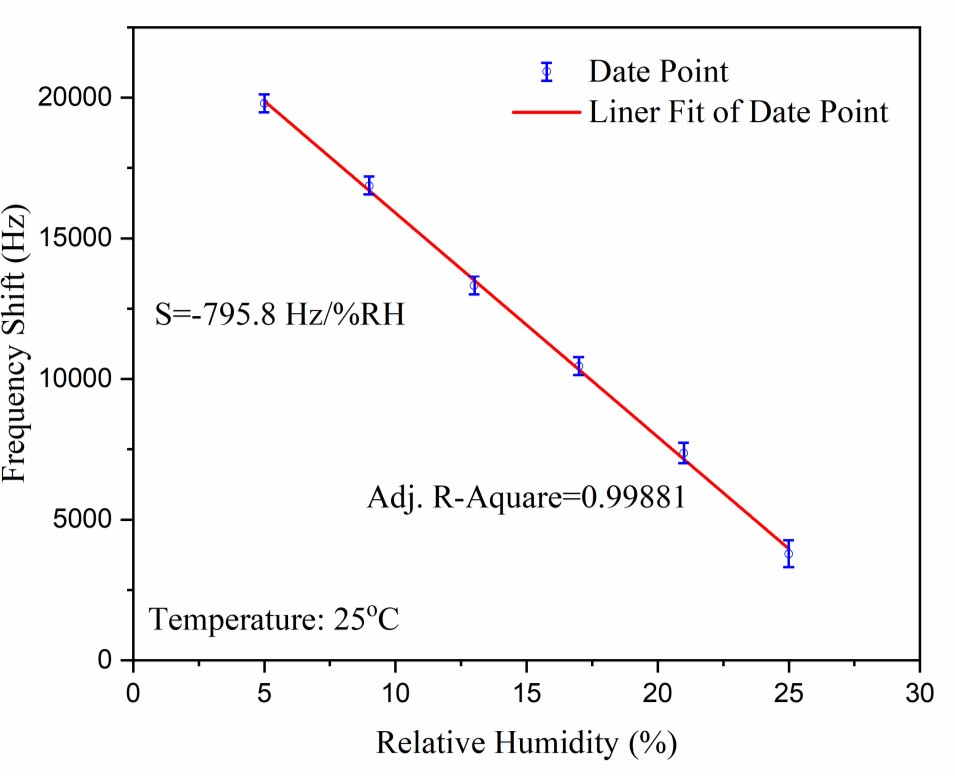 Date Point
Liner Fit of Date Point
20000
15000
10000
5000
0
Frequency Shift (Hz)
S=-795.8 Hz/%RH
Adj. R-Aquare=0.99881
Temperature: 25°C
0 5 10 15 20 25 30
Relative Humidity (%)